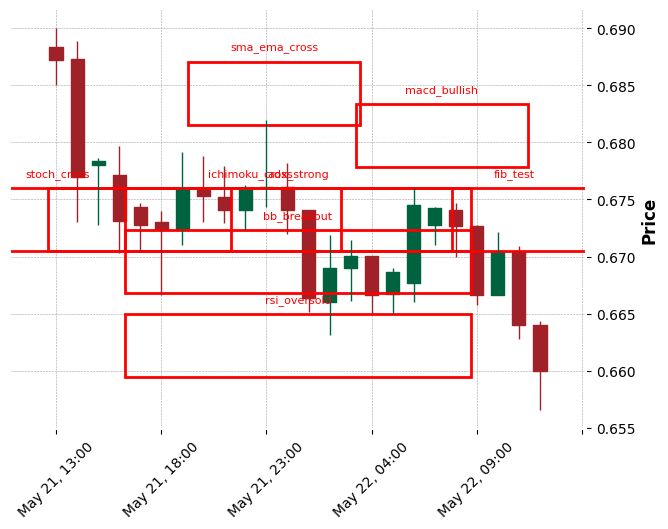 sma_ema_cross
macd_bullish
stoch_cross
ichimoku_cross
adx_strong
fib_test
bb_breakout
rsi_oversold
0.690
0.685
0.680
0.675
0.670
0.665
0.660
0.655
Price
May 21, 13:00
May 21, 18:00
May 21, 23:00
May 22, 04:00
May 22, 09:00